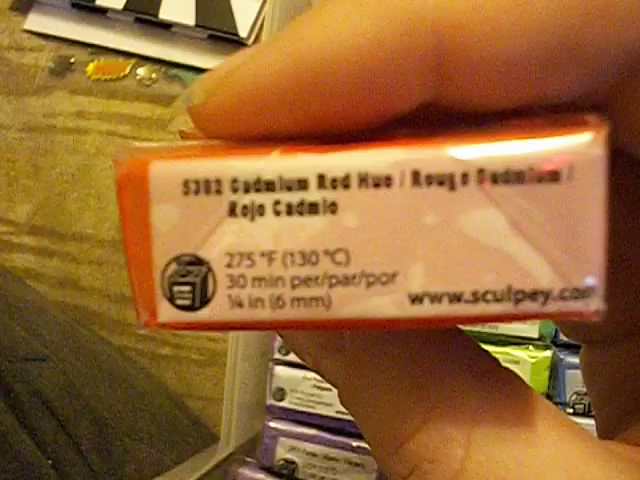 5382 Cadmium Red Hue / Rouge Cadmium /
Rojo Cadmio
275 °F (130 °C)
30 min per/par/por
¼ in (6 mm)
www.sculpey.com